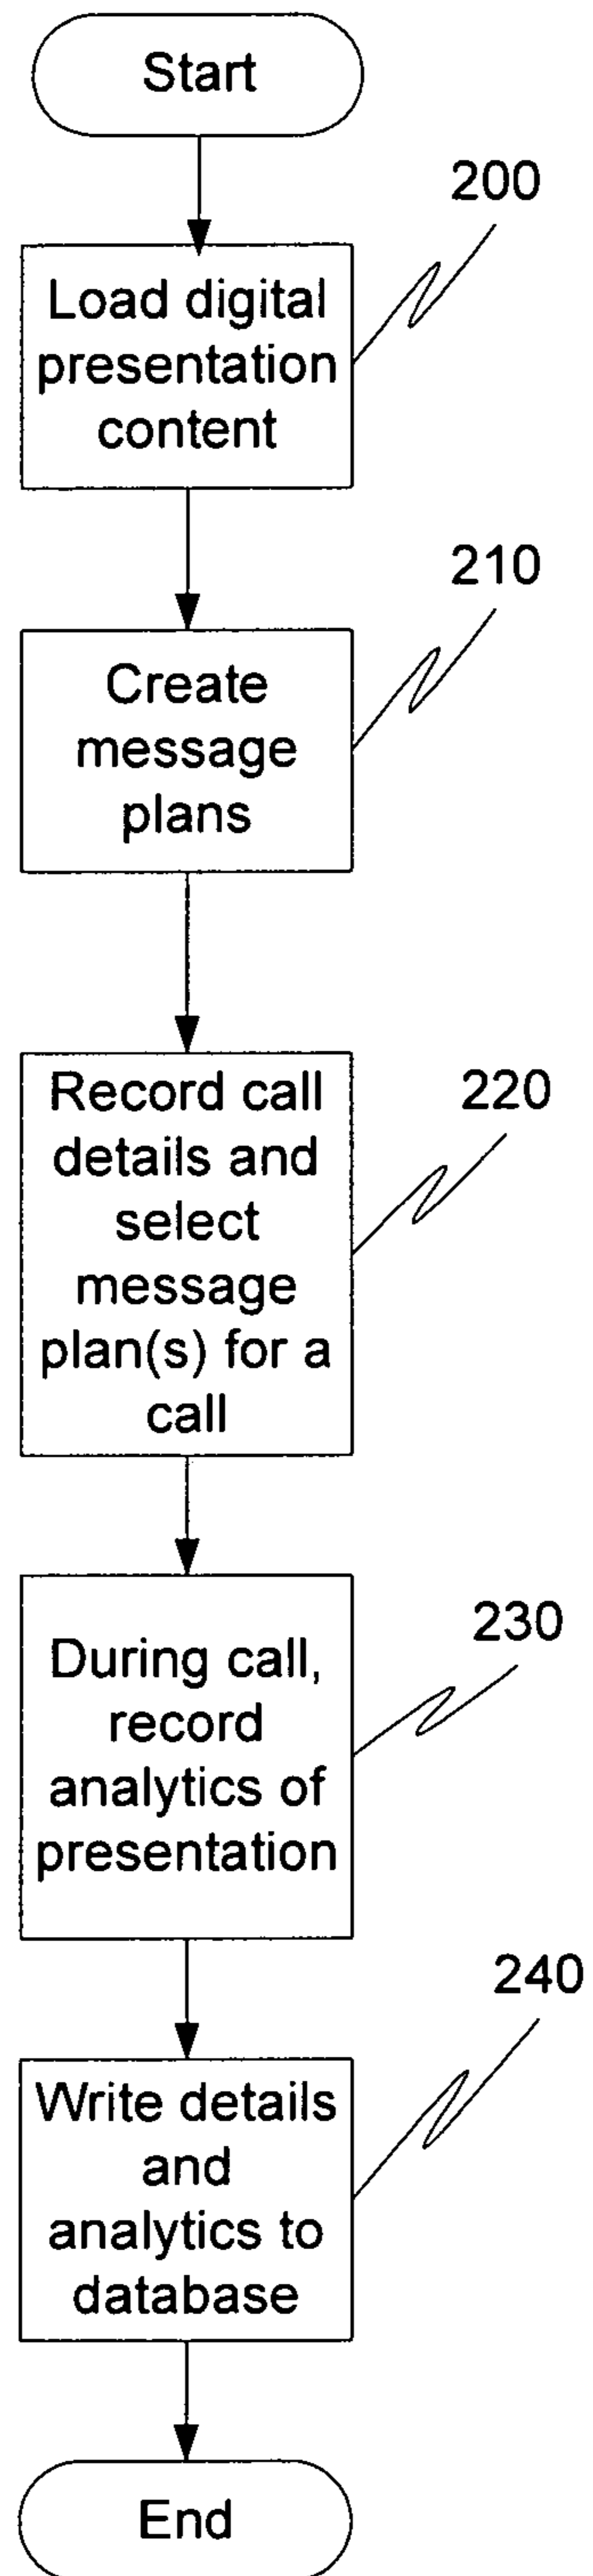 Start
200
Load digital
presentation
content
210
Create
message
plans
220
Record call
details and
select
message
plan(s) for a
call
230
During call,
record
analytics of
presentation
240
Write details
and
analytics to
database
End